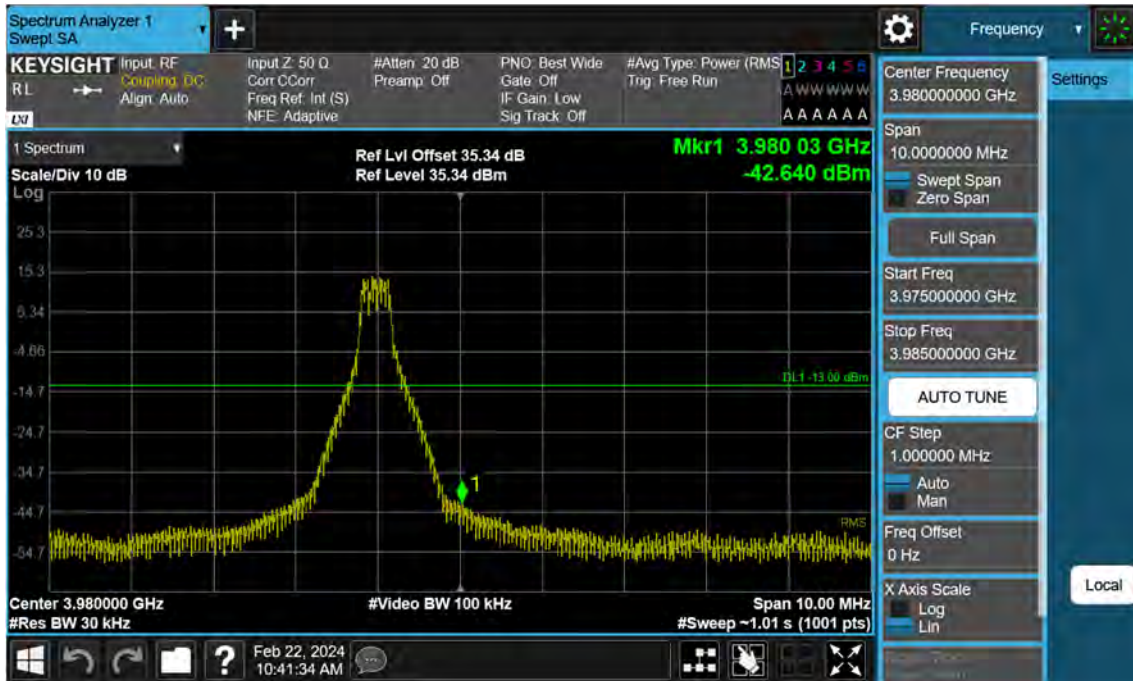 Spectrum Analyzer 1
Swept SA
Frequency
KEYSIGHT
RL
LXI
Input: RF
Coupling: DC
Align: Auto
Input Z: 50 Ω
Corr CCorr
Freq Ref: Int (S)
NFE: Adaptive
#Atten: 20 dB
Preamp: Off
PNO: Best Wide
Gate: Off
IF Gain: Low
Sig Track: Off
#Avg Type: Power (RMS
Trig: Free Run
1 2 3 4 5 6
A W W W W W
A A A A A A
Center Frequency
3.980000000 GHz
Settings
Span
10.0000000 MHz
Swept Span
Zero Span
Full Span
Start Freq
3.975000000 GHz
Stop Freq
3.985000000 GHz
AUTO TUNE
CF Step
1.000000 MHz
Auto
Man
Freq Offset
0 Hz
X Axis Scale
Log
Lin
Local
1 Spectrum
Scale/Div 10 dB
Ref Lvl Offset 35.34 dB
Ref Level 35.34 dBm
Mkr1 3.980 03 GHz
-42.640 dBm
Log
25.3
15.3
5.34
-4.66
DL1 -13.00 dBm
-14.7
-24.7
-34.7
1
-44.7
RMS
-54.7
Center 3.980000 GHz
#Video BW 100 kHz
Span 10.00 MHz
#Res BW 30 kHz
#Sweep ~1.01 s (1001 pts)
?
Feb 22, 2024
10:41:34 AM